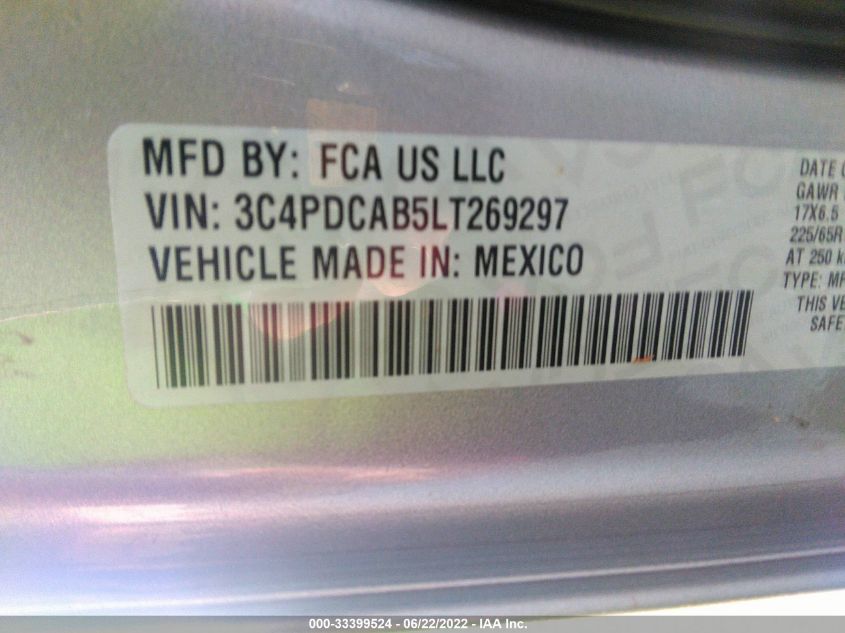 MFD BY: FCA US LLC
VIN: 3C4PDCAB5LT269297
VEHICLE MADE IN: MEXICO
DATE
GAWR
17X6.5
225/65R
AT 250
TYPE:
THIS
SAFE
000-33399524 - 06/22/2022 - IAA Inc.